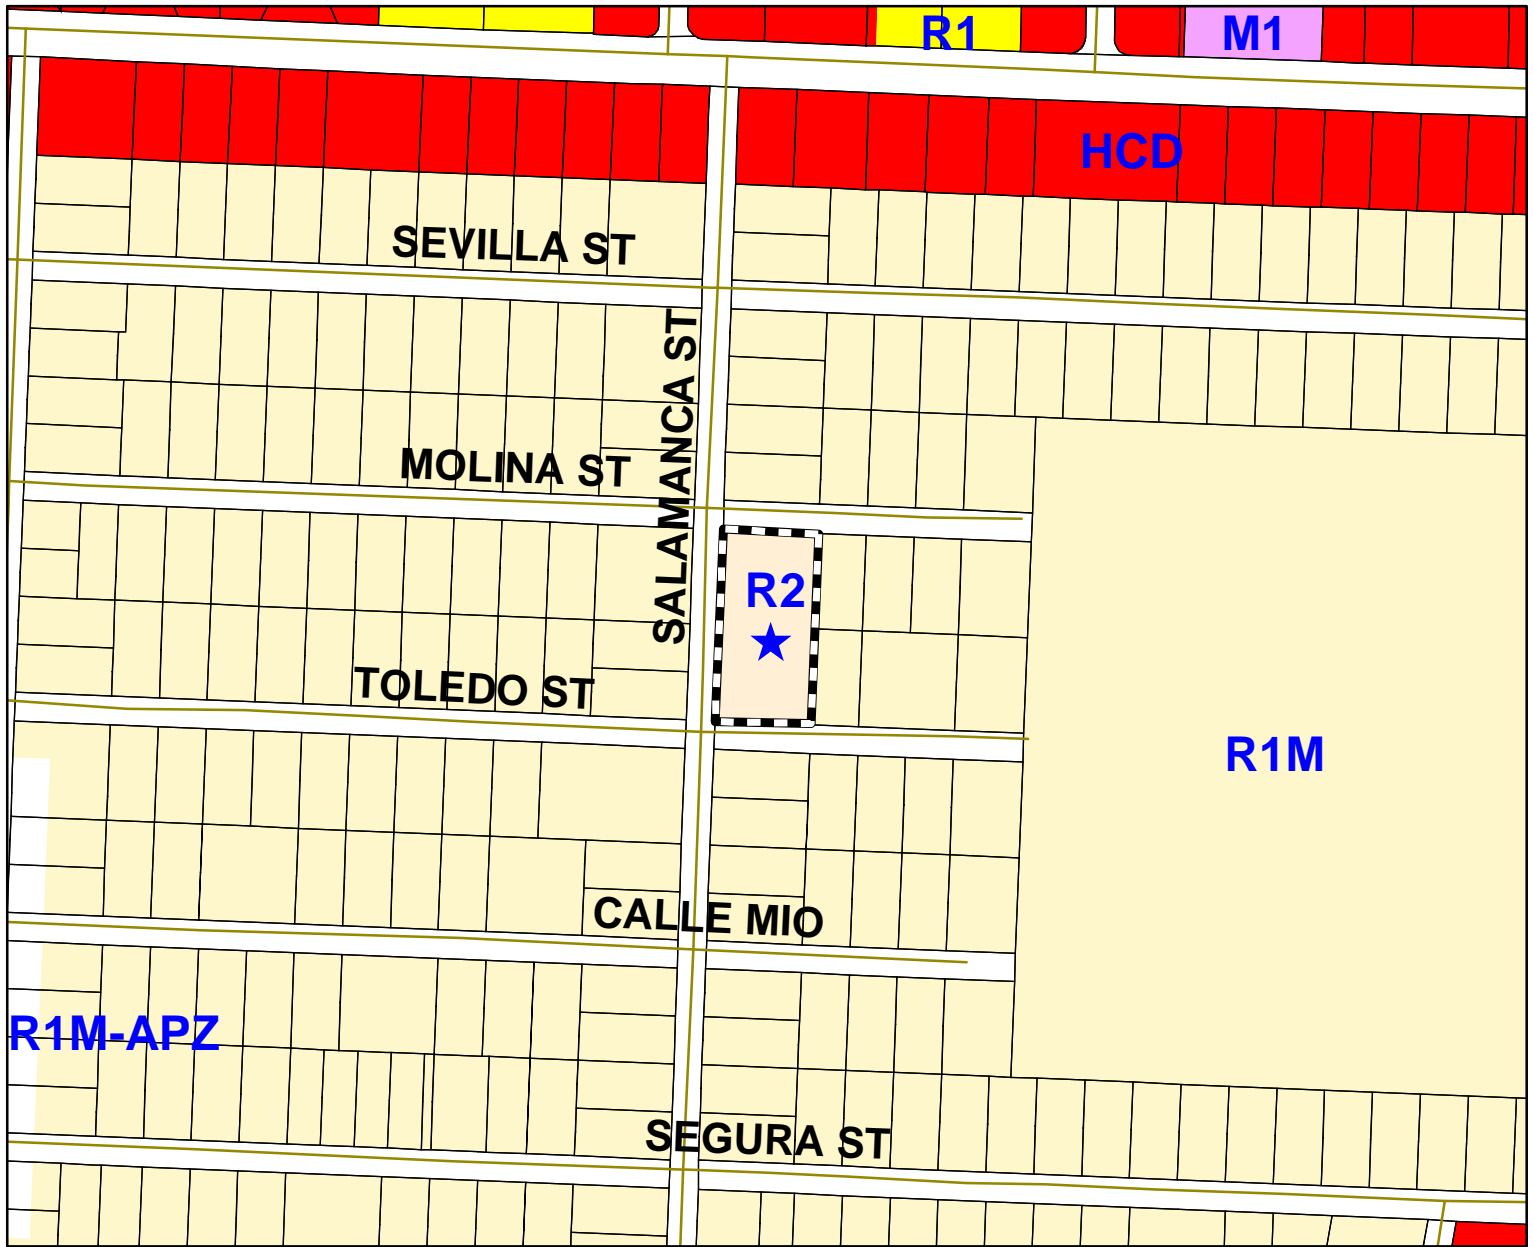 R1
M1
HCD
SEVILLA ST
SALAMANCA ST
MOLINA ST
R2
TOLEDO ST
R1M
CALLE MIO
R1M-APZ
SEGURA ST